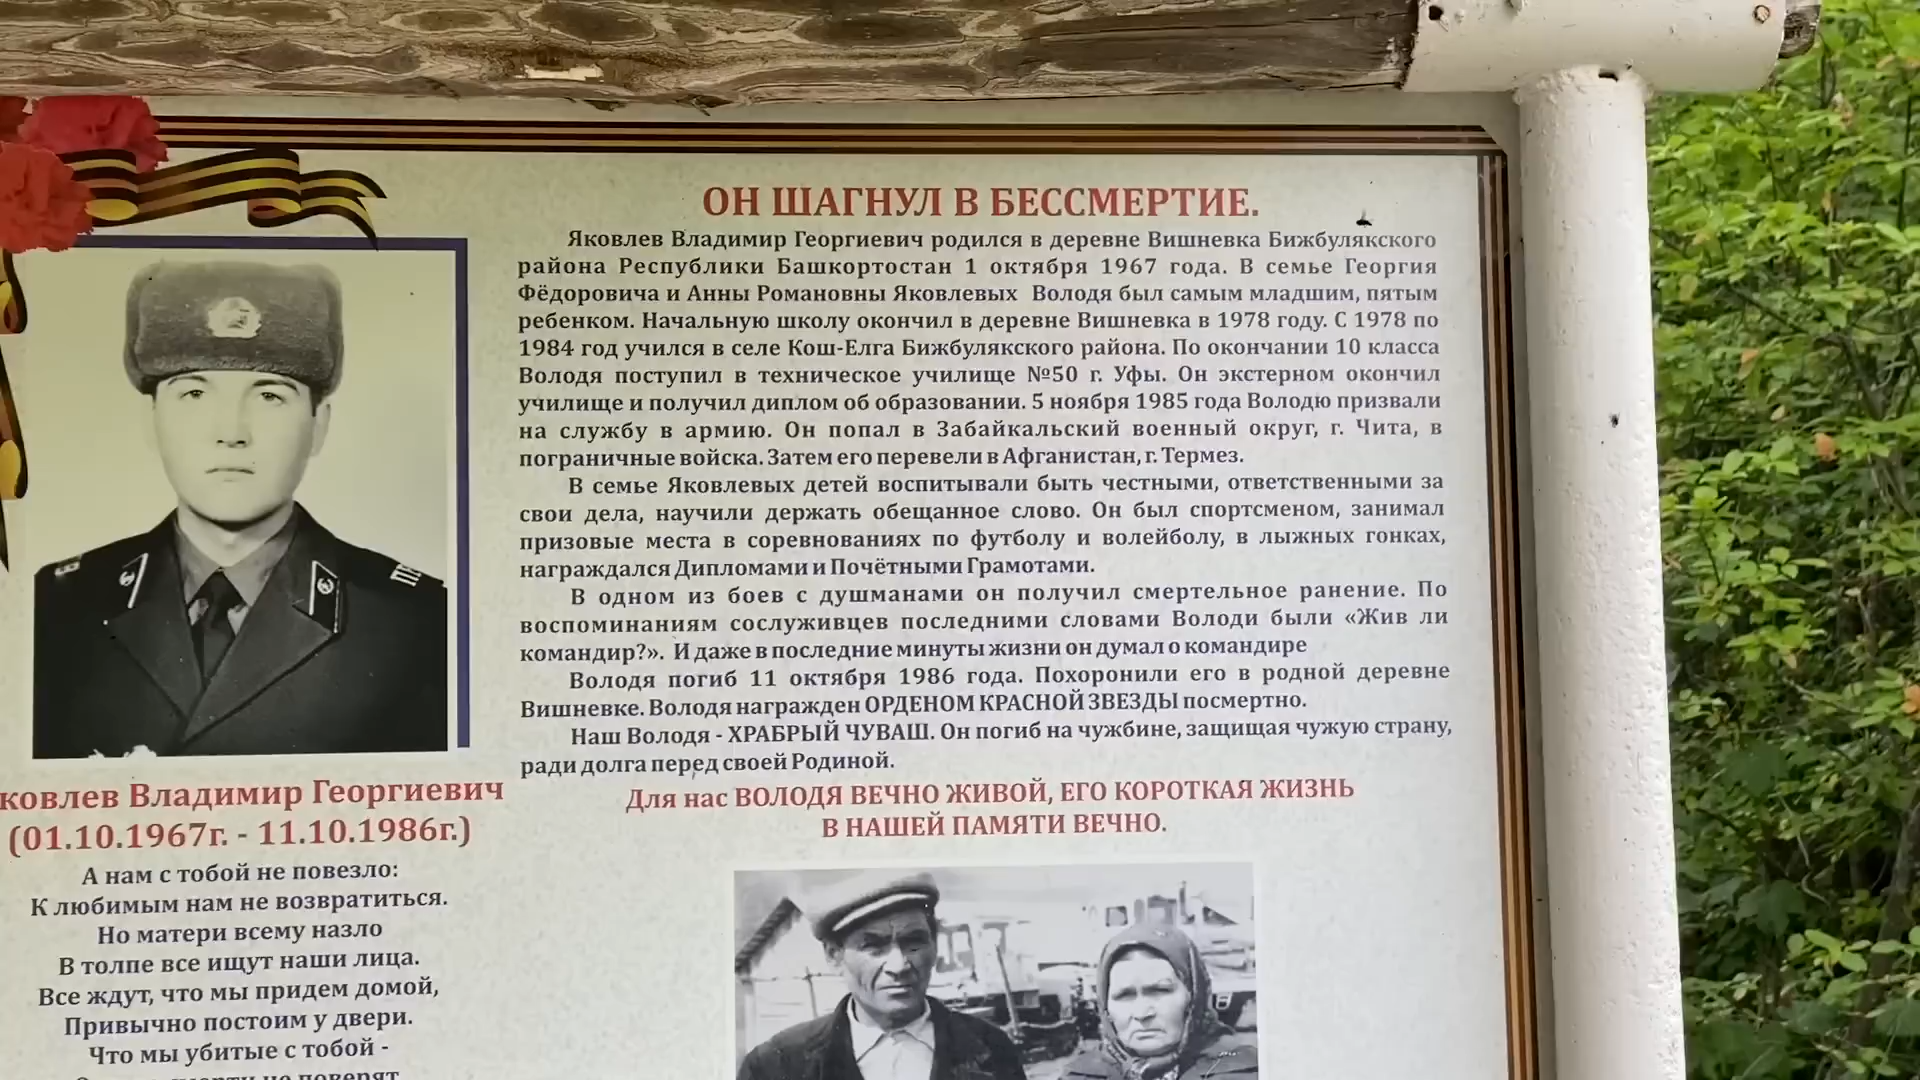 ОН ШАГНУЛ В БЕССМЕРТИЕ.
Яковлев Владимир Георгиевич родился в деревне Вишневка Бижбулякского
района Республики Башкортостан 1 октября 1967 года. В семье Георгия
Фёдоровича и Анны Романовны Яковлевых Володя был самым младшим, пятым
ребенком. Начальную школу окончил в деревне Вишневка в 1978 году. С 1978 по
1984 год учился в селе Кош-Елга Бижбулякского района. По окончании 10 класса
Володя поступил в техническое училище №50 г. Уфы. Он экстерном окончил
училище и получил диплом об образовании. 5 ноября 1985 года Володю призвали
на службу в армию. Он попал в Забайкальский военный округ, г. Чита, в
пограничные войска. Затем его перевели в Афганистан, г. Термез.
В семье Яковлевых детей воспитывали быть честными, ответственными за
свои дела, научили держать обещанное слово. Он был спортсменом, занимал
призовые места в соревнованиях по футболу и волейболу, в лыжных гонках,
награждался Дипломами и Почётными Грамотами.
В одном из боев с душманами он получил смертельное ранение. По
воспоминаниям сослуживцев последними словами Володи были «Жив ли
командир?». И даже в последние минуты жизни он думал о командире
Володя погиб 11 октября 1986 года. Похоронили его в родной деревне
Вишневке. Володя награжден ОРДЕНОМ КРАСНОЙ ЗВЕЗДЫ посмертно.
Наш Володя - ХРАБРЫЙ ЧУВАШ. Он погиб на чужбине, защищая чужую страну,
ради долга перед своей Родиной.
Для нас ВОЛОДЯ ВЕЧНО ЖИВОЙ, ЕГО КОРОТКАЯ ЖИЗНЬ
В НАШЕЙ ПАМЯТИ ВЕЧНО.
ковлев Владимир Георгиевич
(01.10.1967г. - 11.10.1986г.)
А нам с тобой не повезло:
К любимым нам не возвратиться.
Но матери всему назло
В толпе все ищут наши лица.
Все ждут, что мы придем домой,
Привычно постоим у двери.
Что мы убитые с тобой -
не поверят